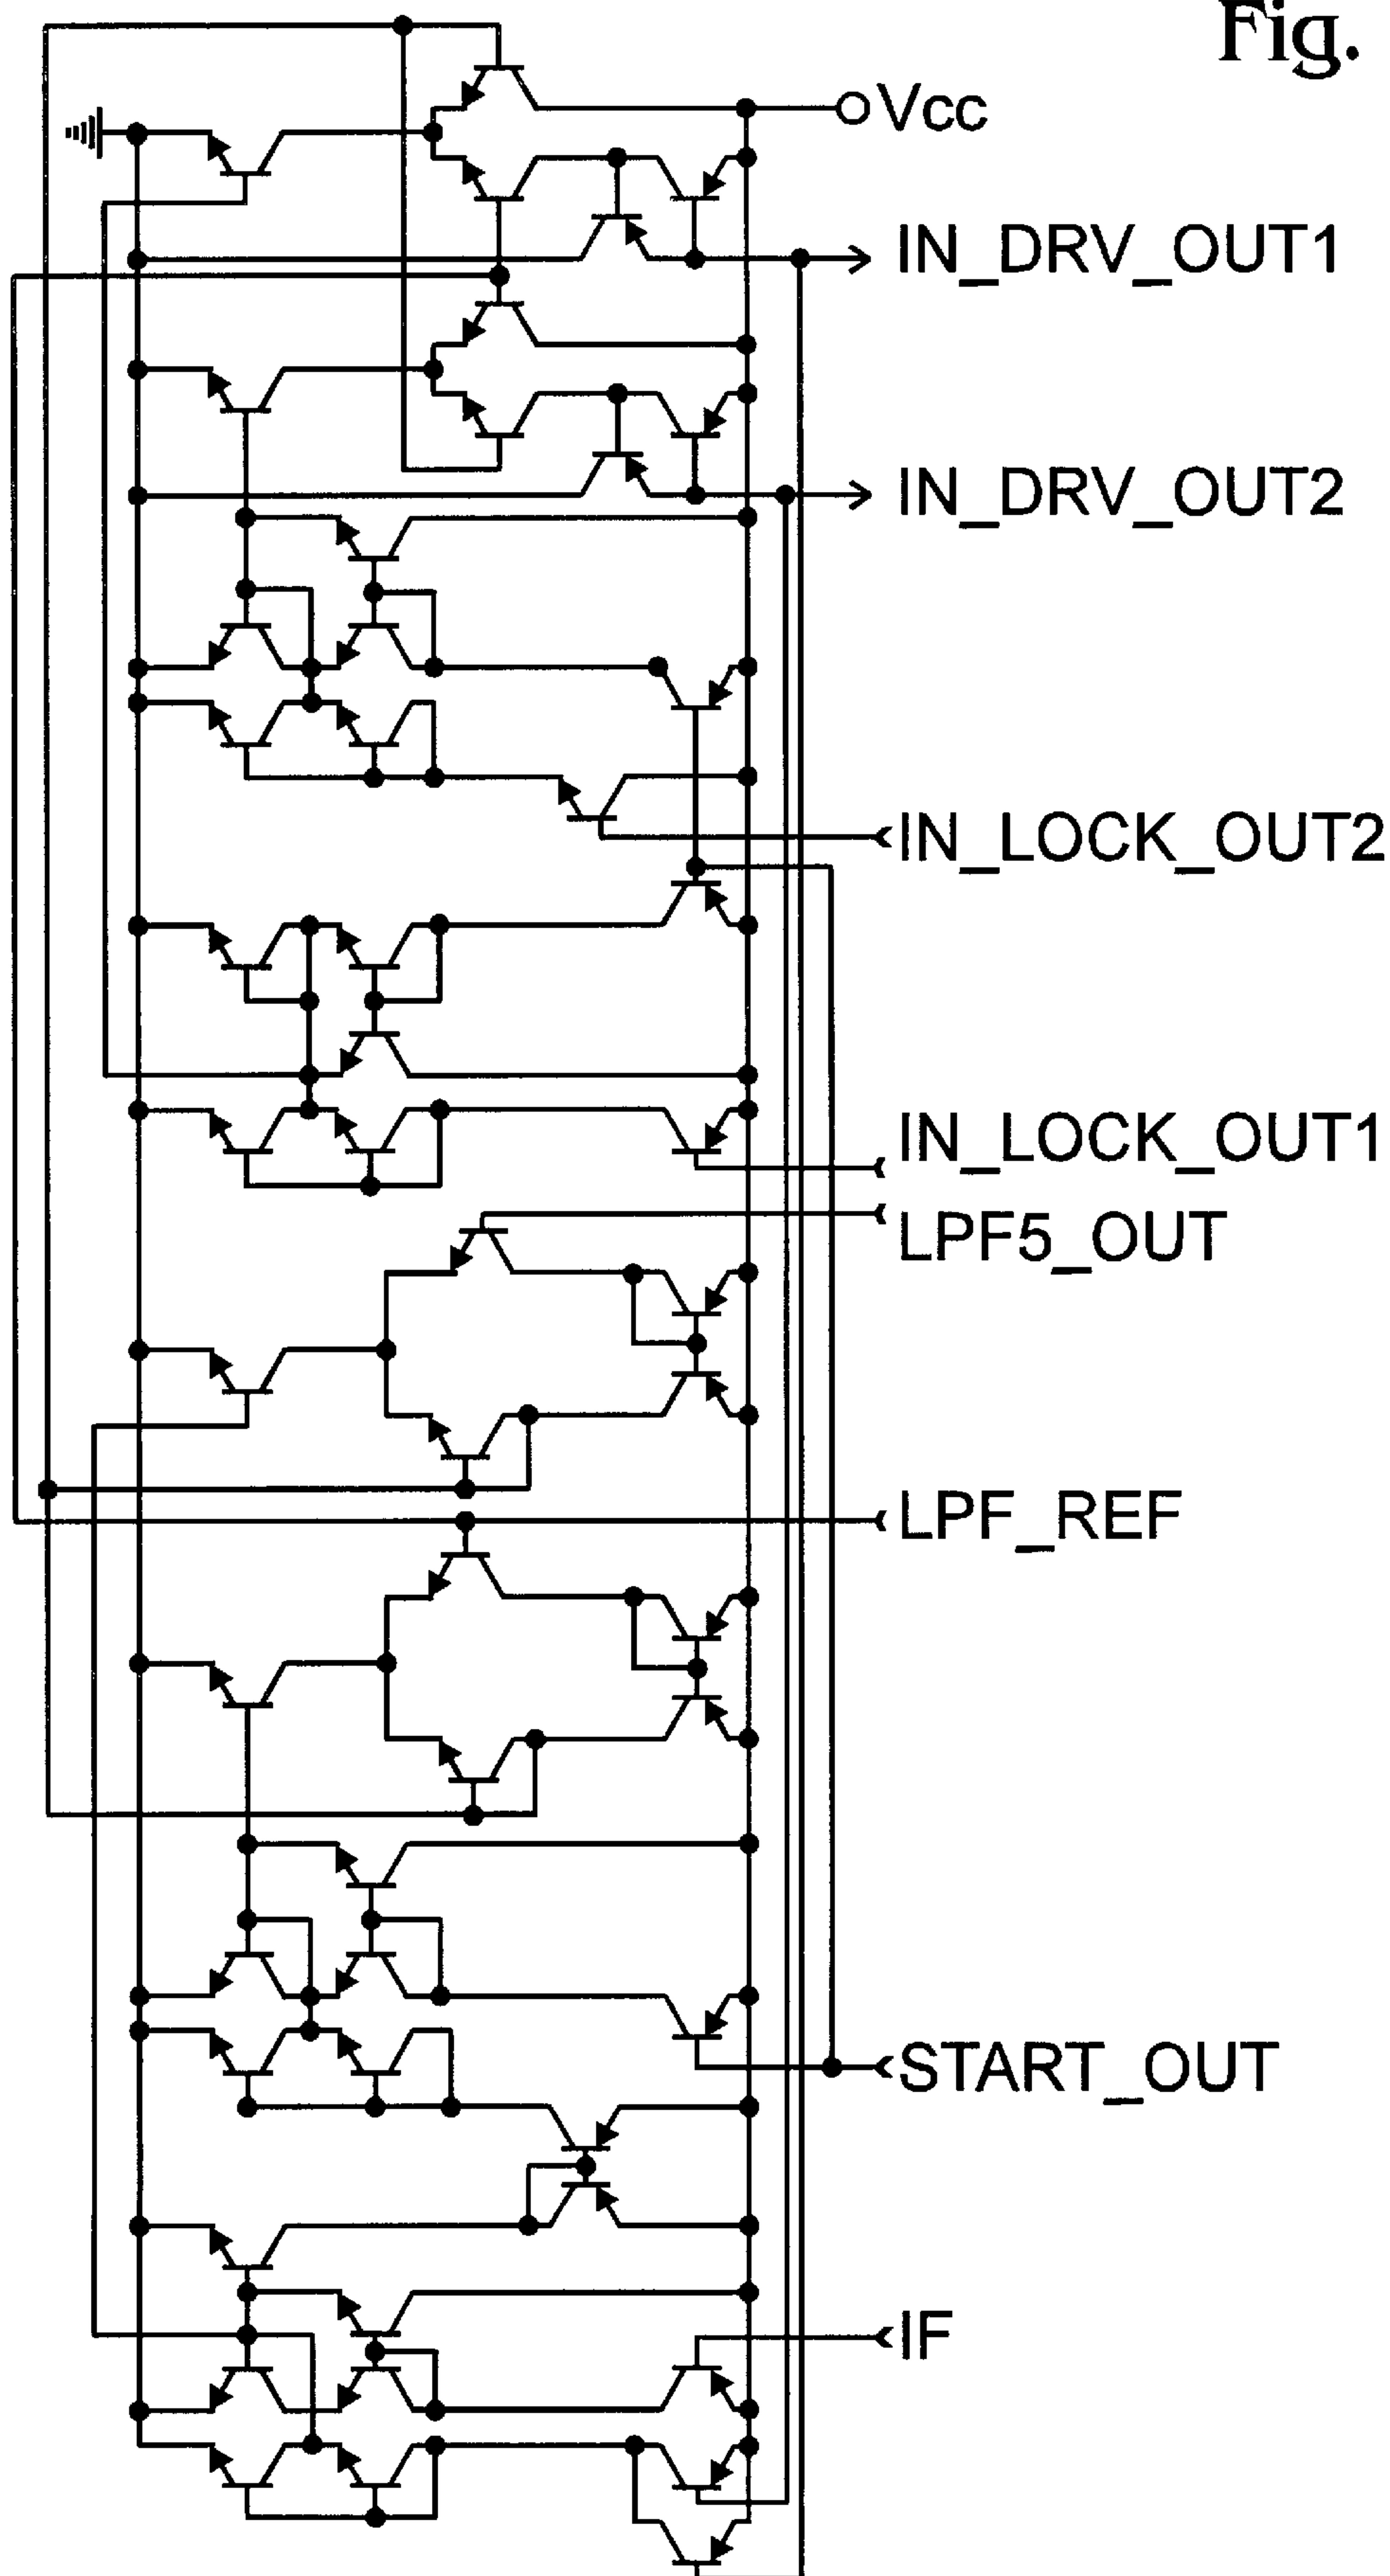 Fig.
Vcc
IN_DRV_OUT1
IN_DRV_OUT2
IN_LOCK_OUT2
IN_LOCK_OUT1
LPF5_OUT
LPF_REF
START_OUT
IF